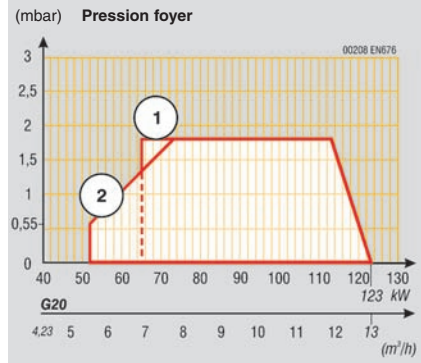 (mbar) Pression foyer
00208 EN676
3
2,5
2
1
1,5
1
2
0,55
0
40 50 60 70 80 90 100 110 120 130
123 kW
G20
4,23 5 6 7 8 9 10 11 12 13
(m³/h)